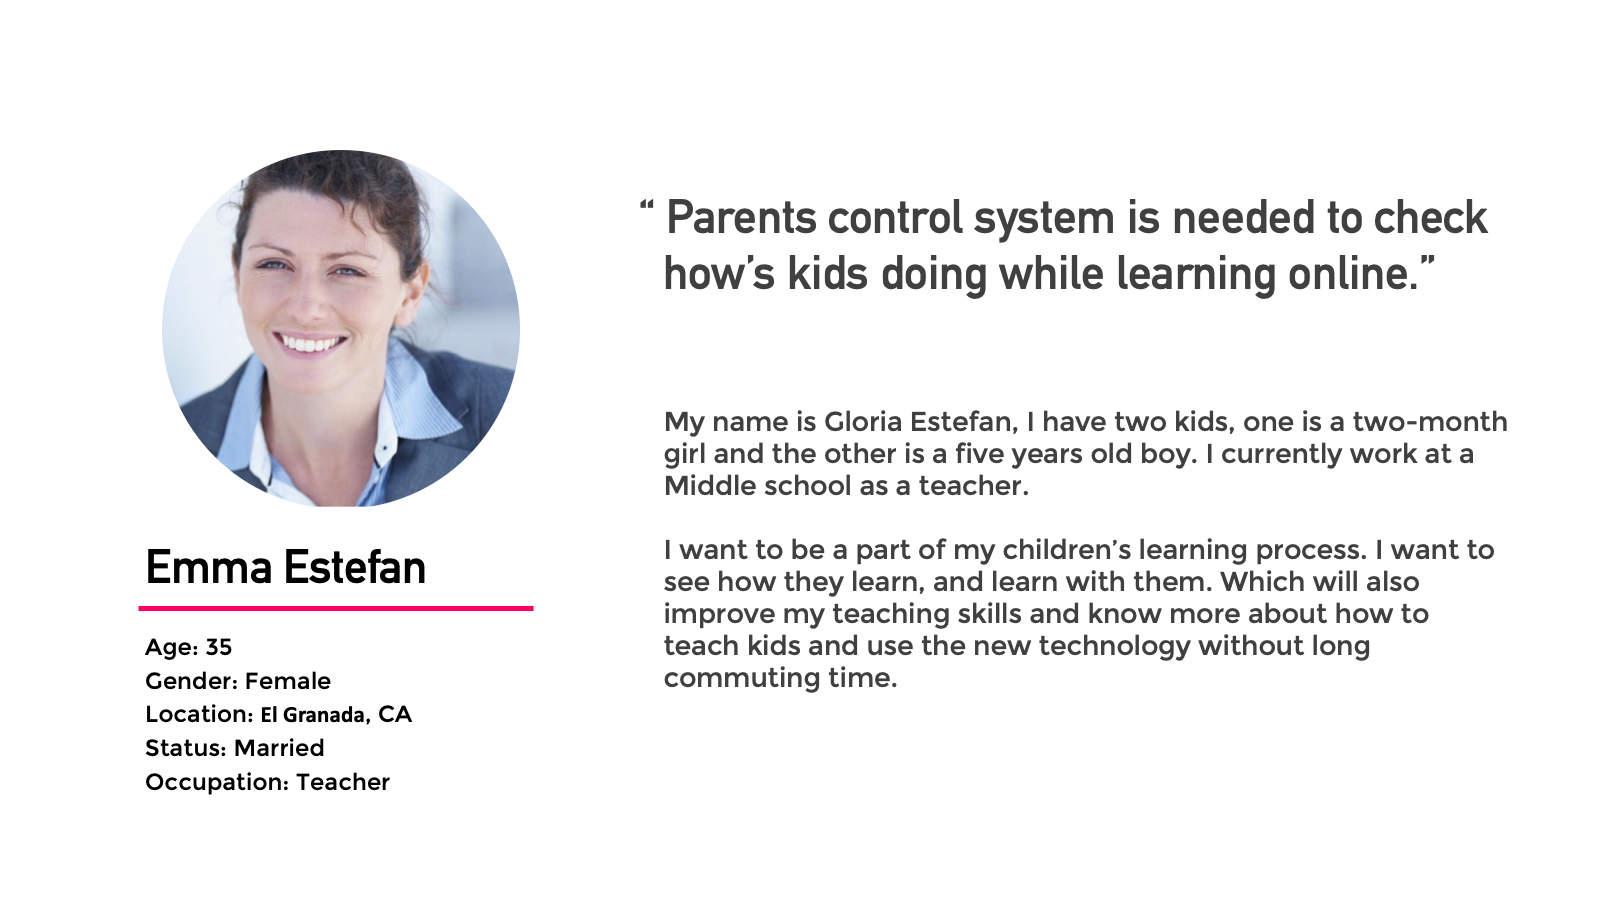 “ Parents control system is needed to check
how’s kids doing while learning online.”
My name is Gloria Estefan, I have two kids, one is a two-month
girl and the other is a five years old boy. I currently work at a
Middle school as a teacher.
I want to be a part of my children’s learning process. I want to
see how they learn, and learn with them. Which will also
improve my teaching skills and know more about how to
teach kids and use the new technology without long
commuting time.
Emma Estefan
Age: 35
Gender: Female
Location: El Granada, CA
Status: Married
Occupation: Teacher